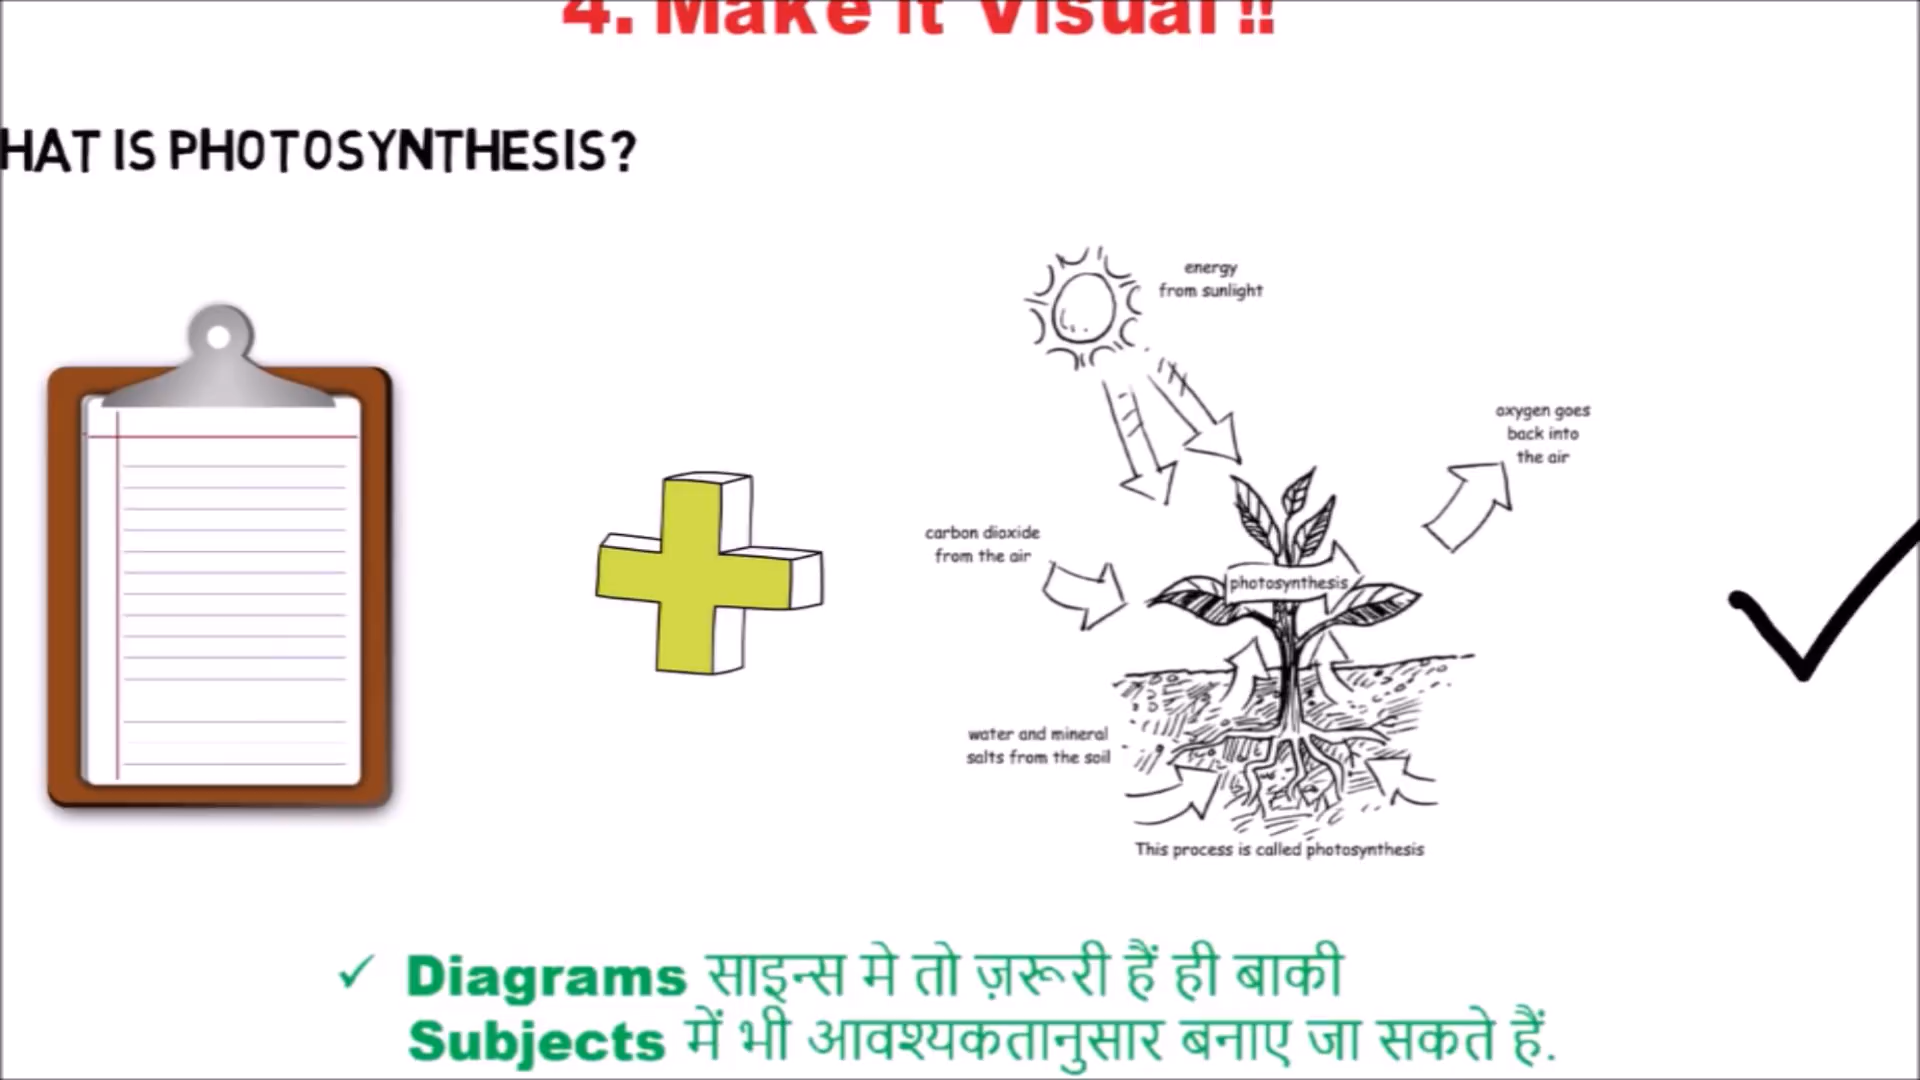 4. Make it Visual !!
HAT IS PHOTOSYNTHESIS?
energy
from sunlight
oxygen goes
back into
the air
carbon dioxide
from the air
photosynthesis
water and mineral
salts from the soil
This process is called photosynthesis
✓ Diagrams साइन्स मे तो ज़रूरी हैं ही बाकी
Subjects में भी आवश्यकतानुसार बनाए जा सकते हैं.